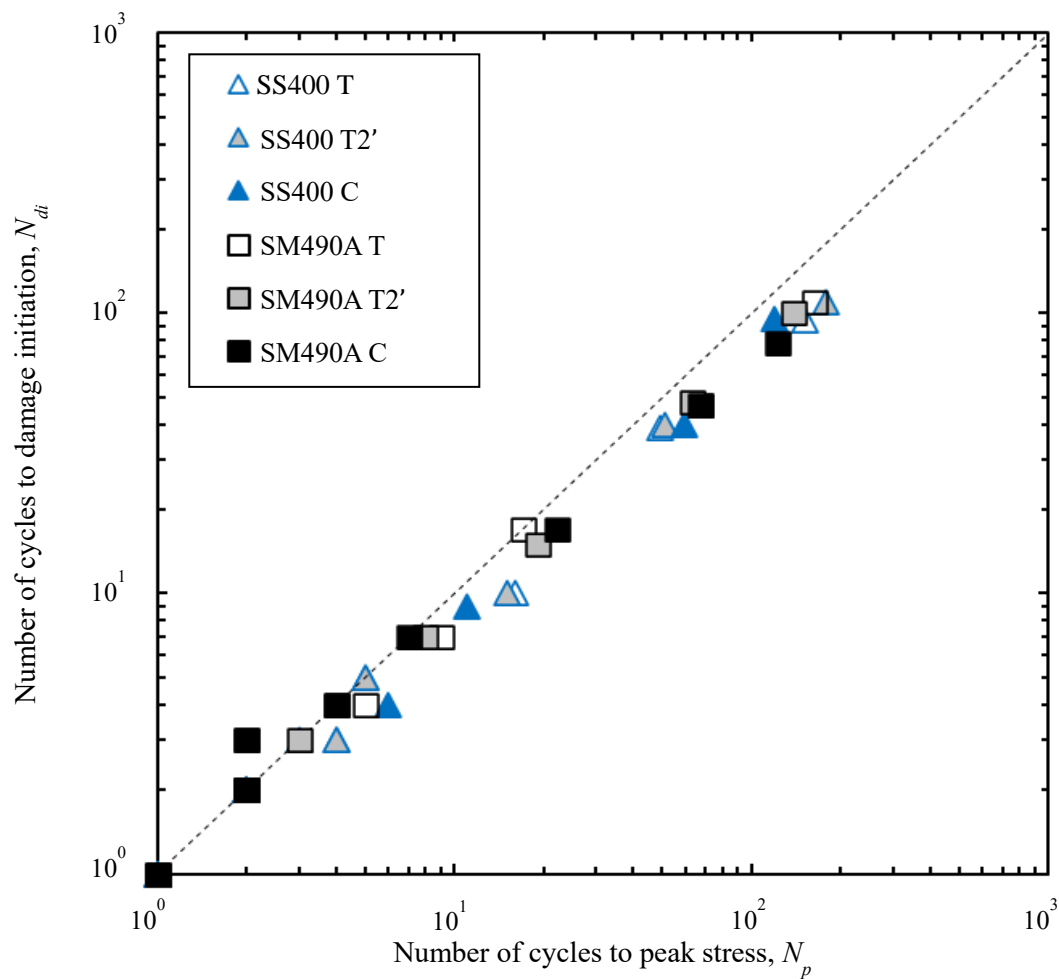 10³
10²
10¹
10⁰
Number of cycles to damage initiation, N_di
SS400 T
SS400 T2′
SS400 C
SM490A T
SM490A T2′
SM490A C
10⁰ 10¹ 10² 10³
Number of cycles to peak stress, N_p